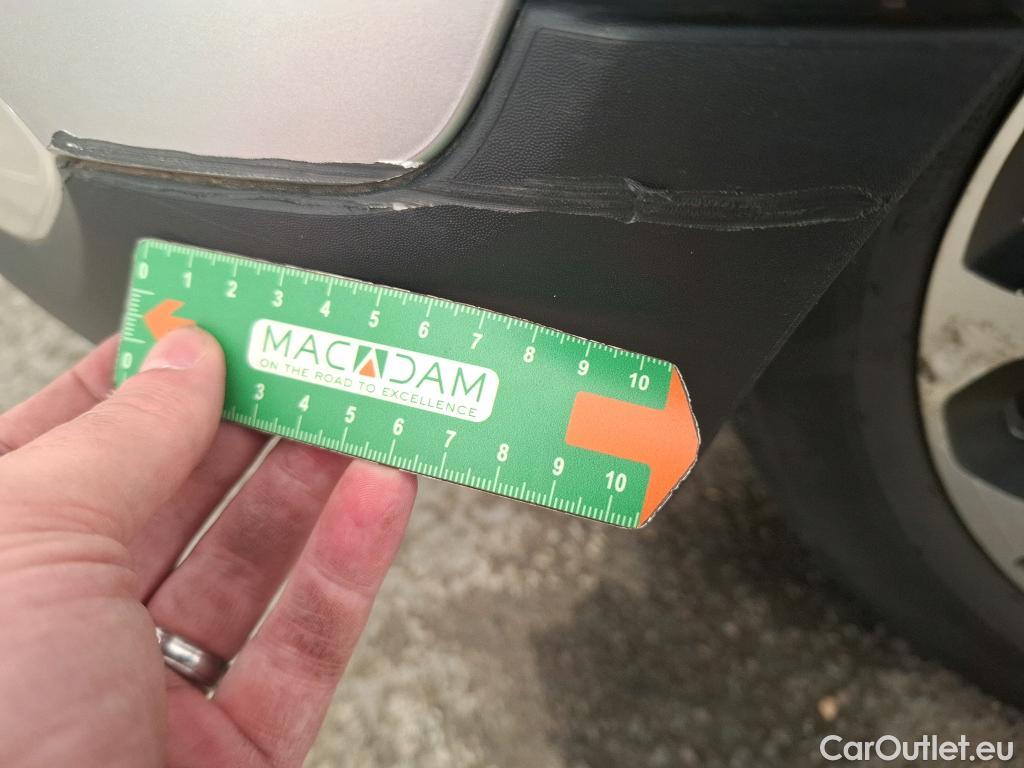 0 1 2 3 4 5 6 7 8 9 10
MACADAM
ON THE ROAD TO EXCELLENCE
0 3 4 5 6 7 8 9 10
CarOutlet.eu